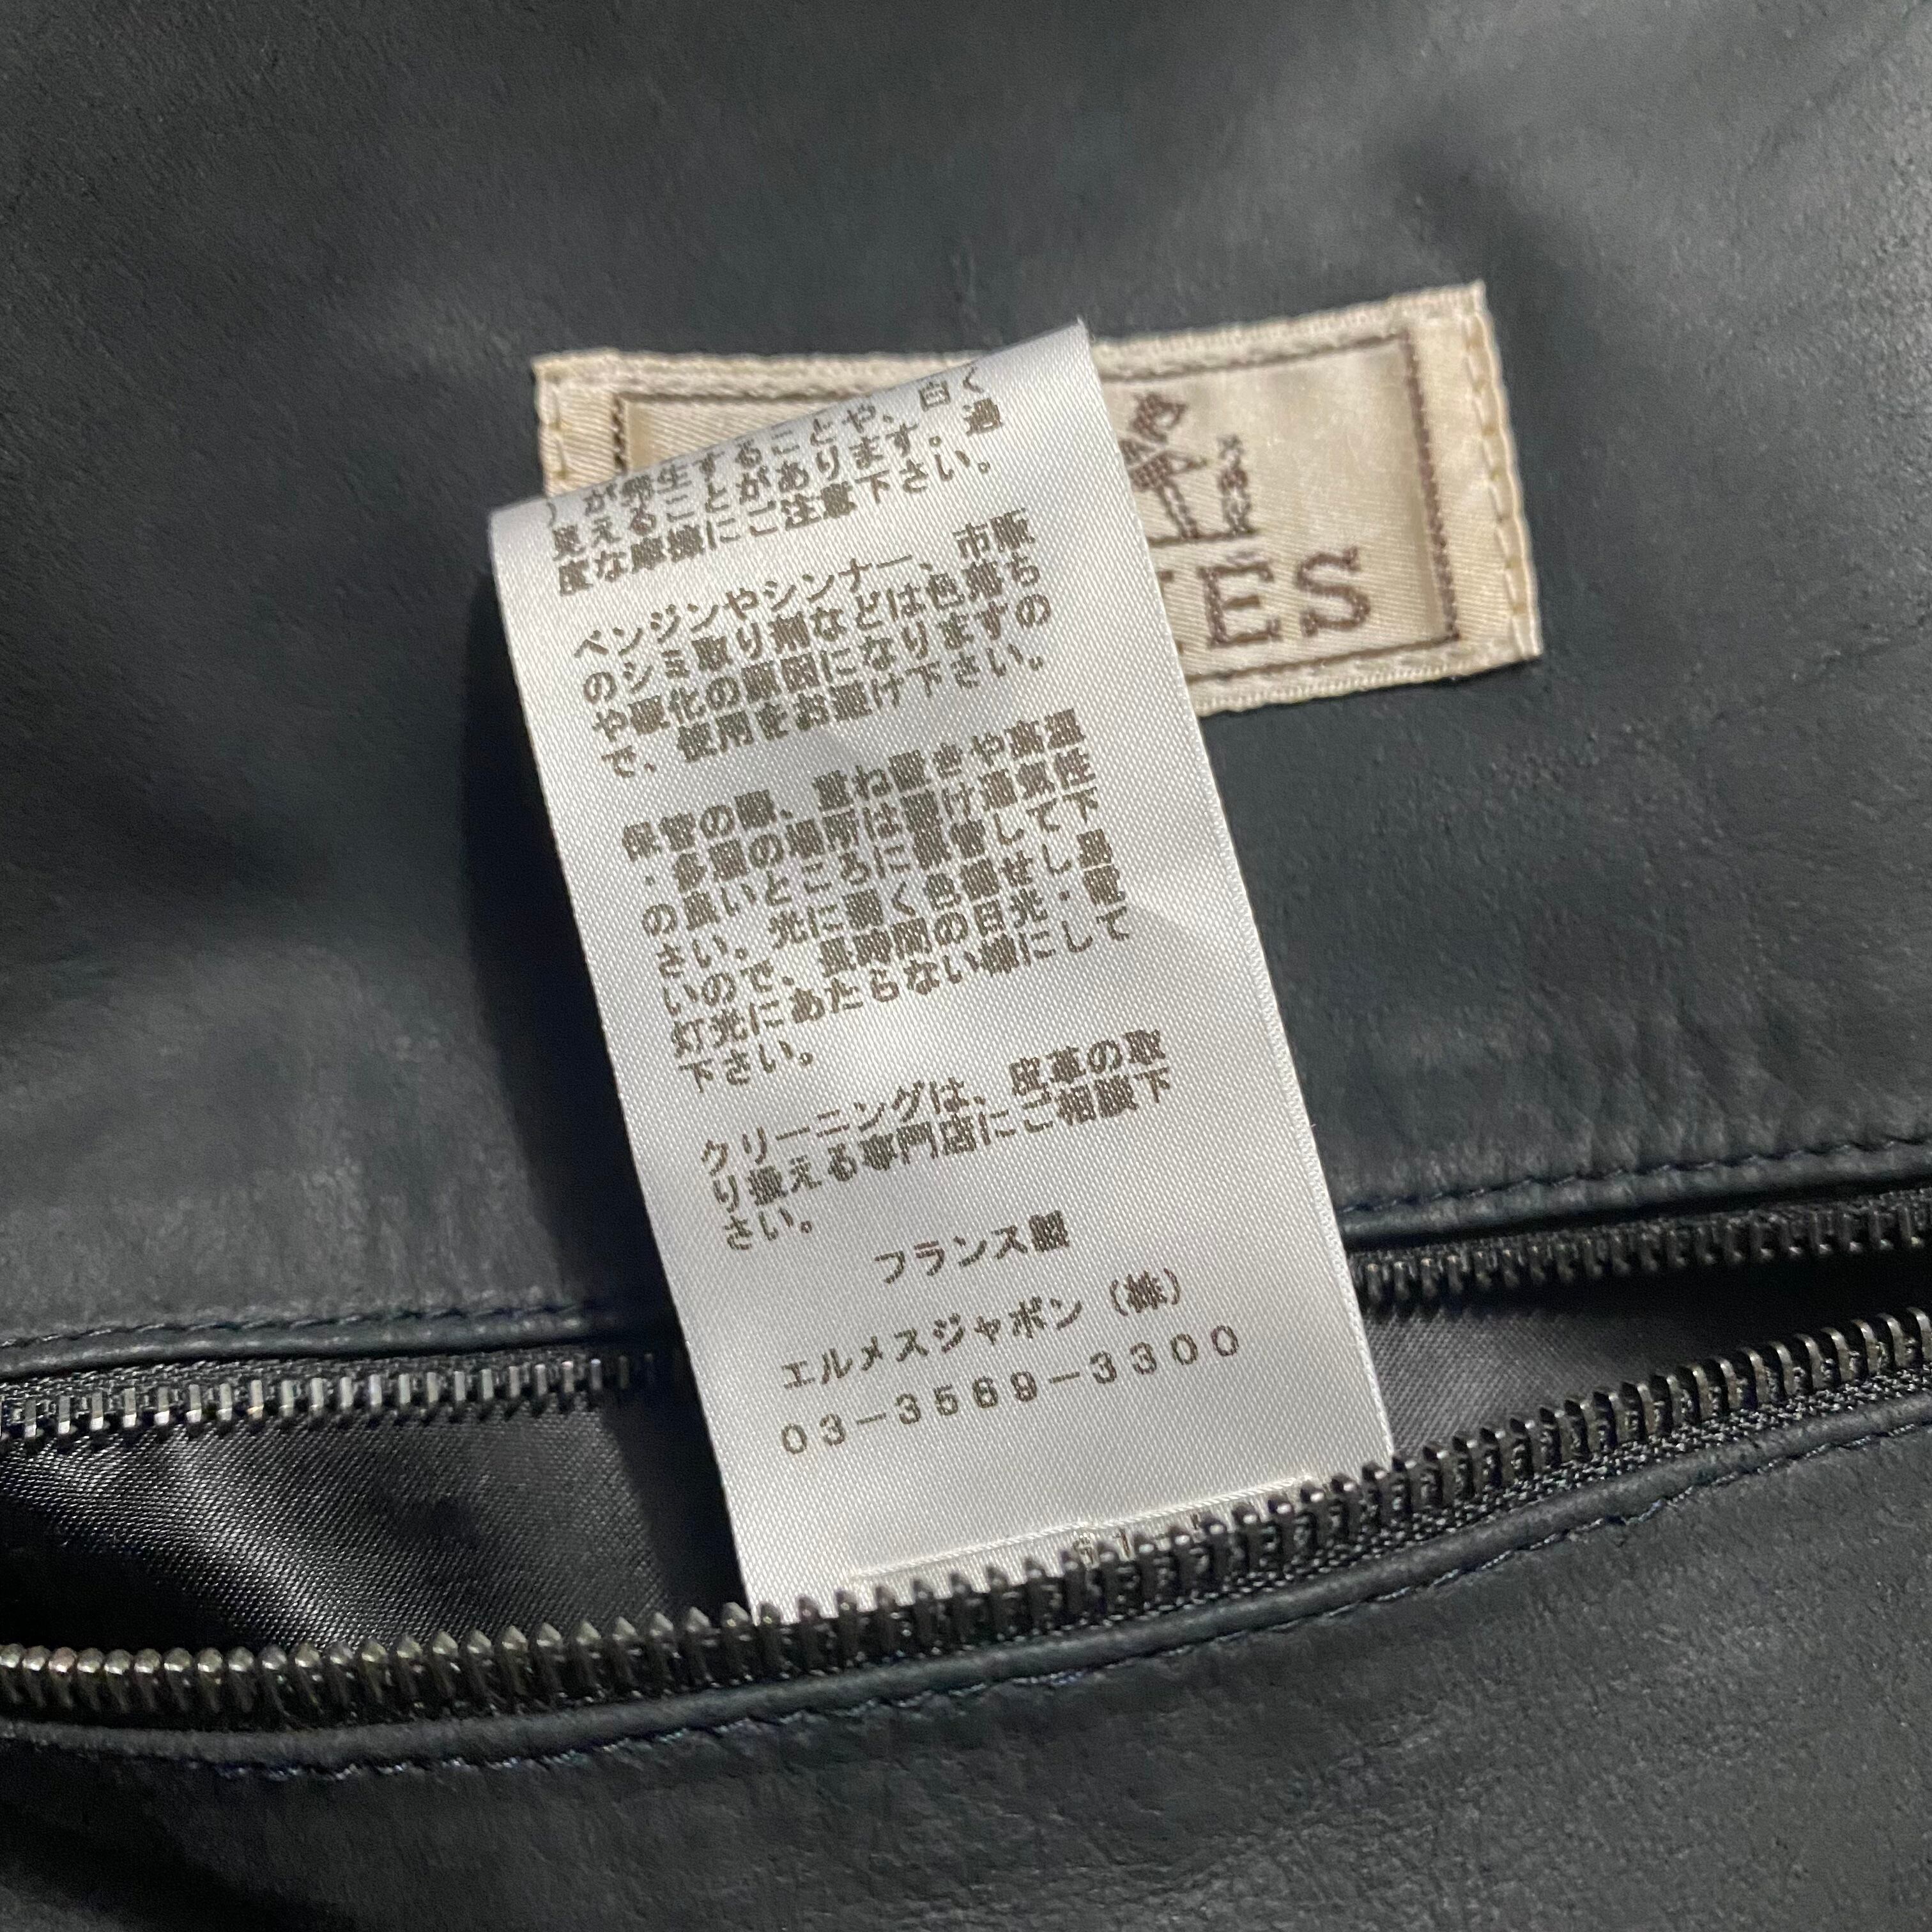 )が発生することや、白く
見えることがあります。過
度な摩擦にご注意下さい。
ベンジンやシンナー、市販
のシミ取り剤などは色落ち
や硬化の原因になりますの
で、使用をお避け下さい。
保管の際、重ね置きや高温
・多湿の場所は避け通気性
の良いところに保管して下
さい。光に弱く色褪せし易
いので、長時間の日光・電
灯光にあたらない様にして
下さい。
クリーニングは、皮革の取
り扱える専門店にご相談下
さい。
フランス製
エルメスジャポン(株)
03-3569-3300
ES